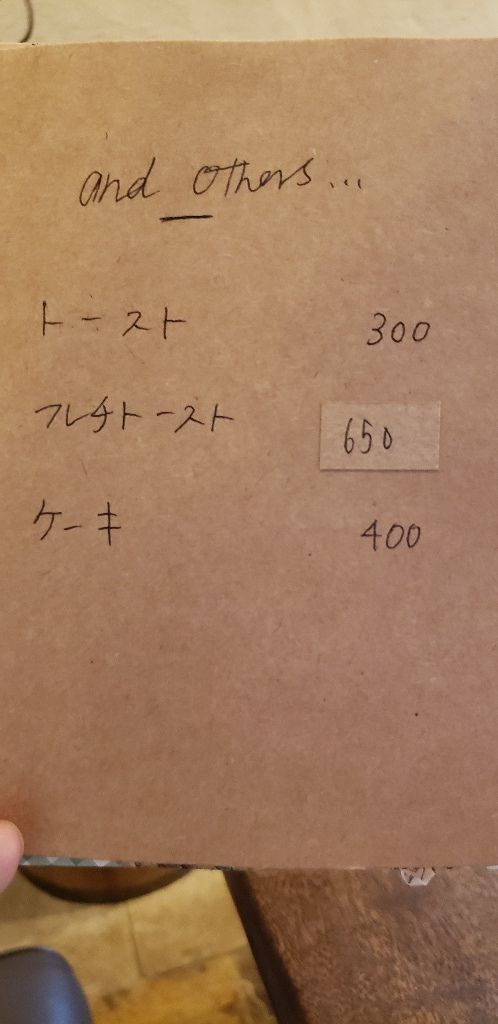 and others...
トースト 300
フレチトースト 650
ケーキ 400